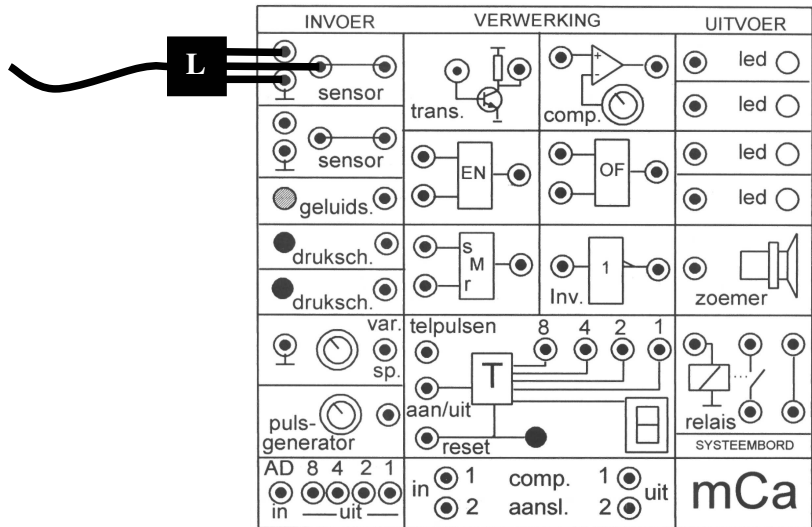 INVOER VERWERKING UITVOER
L
sensor
trans.
+
-
comp.
led
led
sensor
EN
OF
led
geluids.
led
druksch.
s
M
r
1
Inv.
druksch.
zoemer
var.
sp.
telpulsen 8 4 2 1
T
aan/uit
puls-
generator
reset
relais
SYSTEEMBORD
AD 8 4 2 1
in uit
in 1 comp. 1 uit
2 aansl. 2
mCa